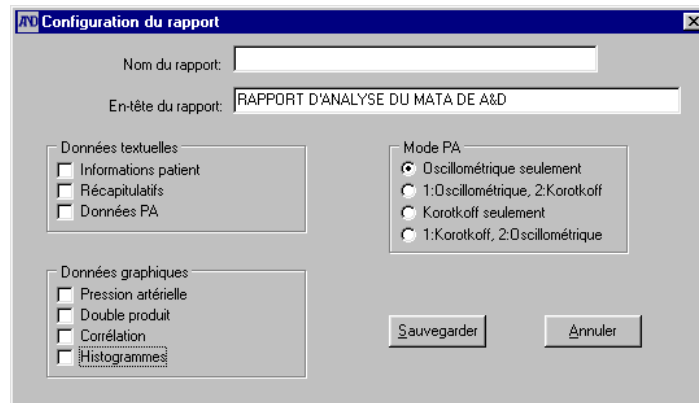 AND Configuration du rapport
Nom du rapport:
En-tête du rapport: RAPPORT D'ANALYSE DU MATA DE A&D
Données textuelles
Informations patient
Récapitulatifs
Données PA
Mode PA
Oscillométrique seulement
1:Oscillométrique, 2:Korotkoff
Korotkoff seulement
1:Korotkoff, 2:Oscillométrique
Données graphiques
Pression artérielle
Double produit
Corrélation
Histogrammes
Sauvegarder
Annuler